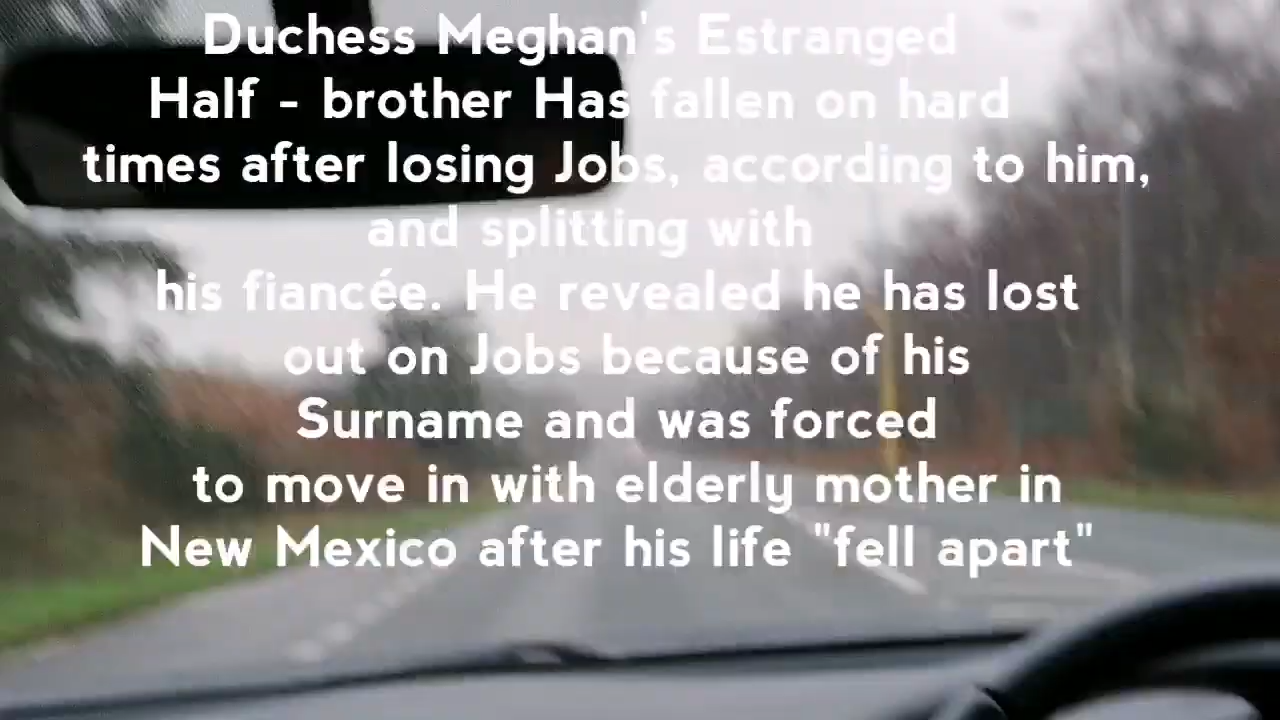 Duchess Meghan's Estranged
Half - brother Has fallen on hard
times after losing Jobs, according to him,
and splitting with
his fiancée. He revealed he has lost
out on Jobs because of his
Surname and was forced
to move in with elderly mother in
New Mexico after his life "fell apart"